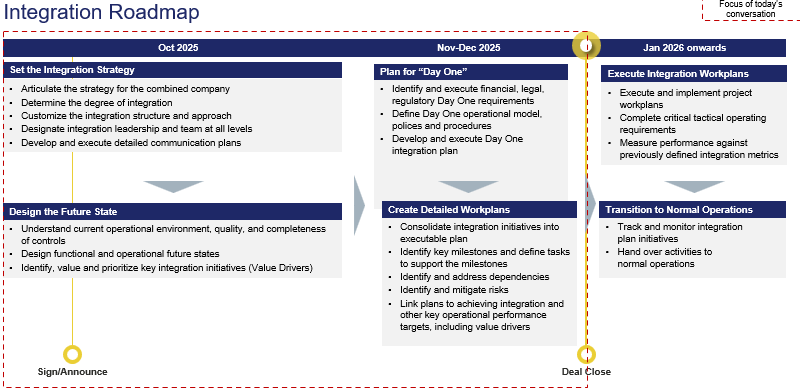 Integration Roadmap
Focus of today's
conversation
Oct 2025
Nov-Dec 2025
Jan 2026 onwards
Set the Integration Strategy
• Articulate the strategy for the combined company
• Determine the degree of integration
• Customize the integration structure and approach
• Designate integration leadership and team at all levels
• Develop and execute detailed communication plans
Design the Future State
• Understand current operational environment, quality, and completeness
of controls
• Design functional and operational future states
• Identify, value and prioritize key integration initiatives (Value Drivers)
Plan for “Day One”
• Identify and execute financial, legal,
regulatory Day One requirements
• Define Day One operational model,
polices and procedures
• Develop and execute Day One
integration plan
Create Detailed Workplans
• Consolidate integration initiatives into
executable plan
• Identify key milestones and define tasks
to support the milestones
• Identify and address dependencies
• Identify and mitigate risks
• Link plans to achieving integration and
other key operational performance
targets, including value drivers
Execute Integration Workplans
• Execute and implement project
workplans
• Complete critical tactical operating
requirements
• Measure performance against
previously defined integration metrics
Transition to Normal Operations
• Track and monitor integration
plan initiatives
• Hand over activities to
normal operations
Sign/Announce
Deal Close